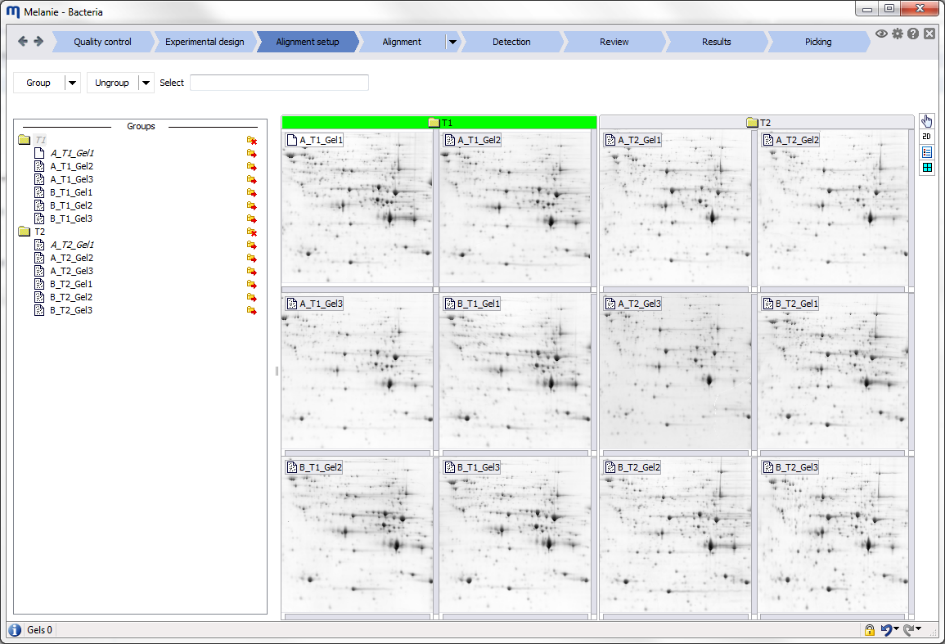 Melanie - Bacteria
Quality control Experimental design Alignment setup Alignment Detection Review Results Picking
Group Ungroup Select
Groups
T1
A_T1_Gel1
A_T1_Gel2
A_T1_Gel3
B_T1_Gel1
B_T1_Gel2
B_T1_Gel3
T2
A_T2_Gel1
A_T2_Gel2
A_T2_Gel3
B_T2_Gel1
B_T2_Gel2
B_T2_Gel3
T1 T2
A_T1_Gel1 A_T1_Gel2 A_T2_Gel1 A_T2_Gel2
A_T1_Gel3 B_T1_Gel1 A_T2_Gel3 B_T2_Gel1
B_T1_Gel2 B_T1_Gel3 B_T2_Gel2 B_T2_Gel3
2D
Gels 0